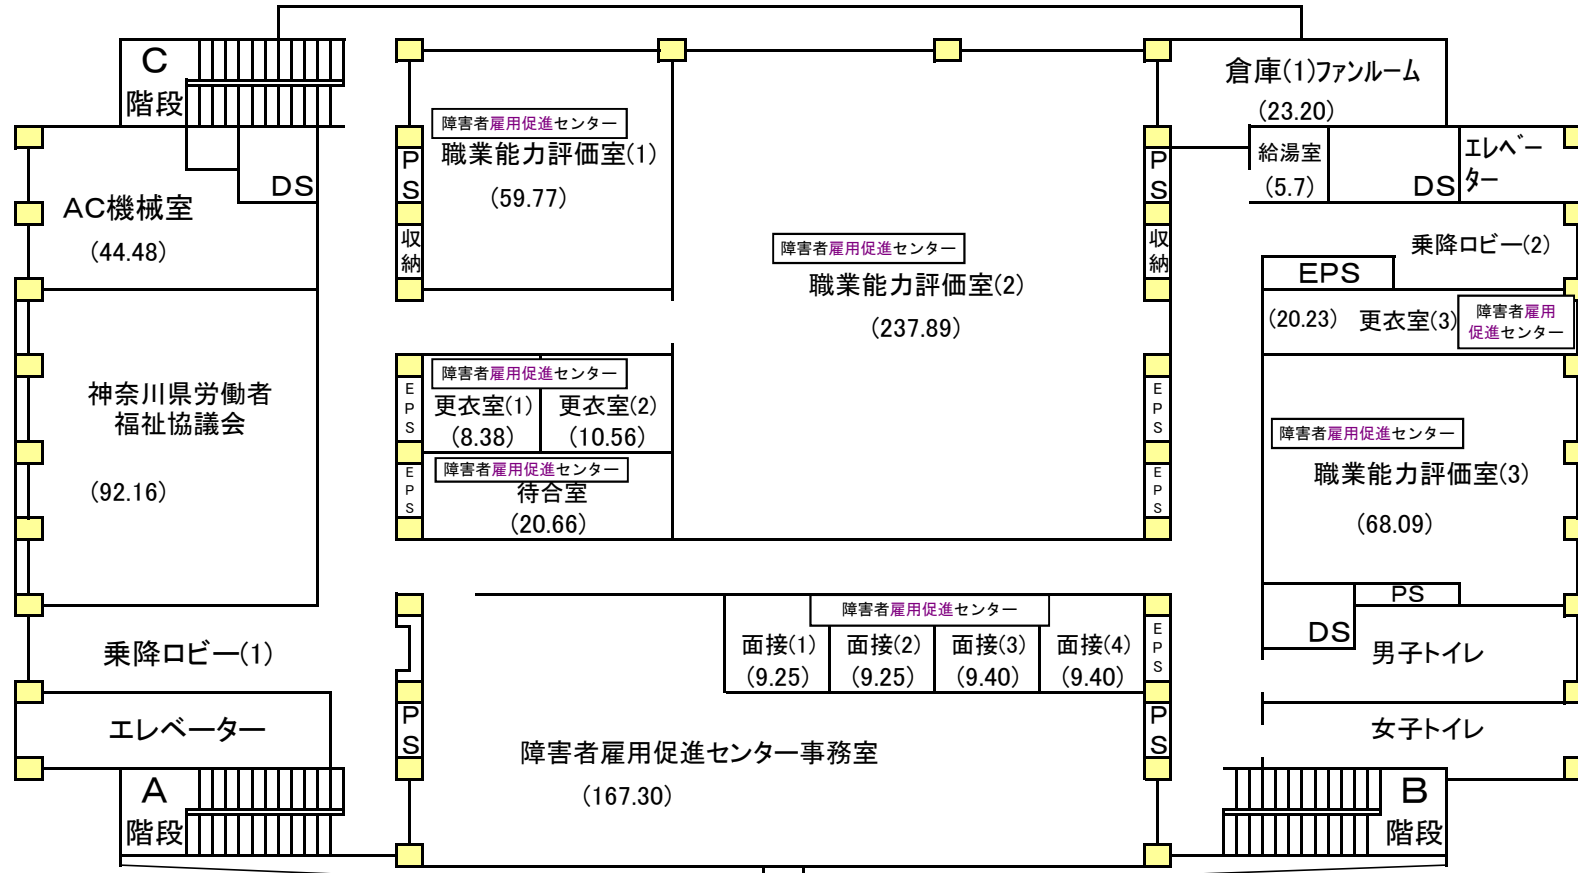 C
階段
倉庫(1)ファンルーム
(23.20)
障害者雇用促進センター
職業能力評価室(1)
(59.77)
PS
PS
給湯室
(5.7)
DS
エレベー
ター
DS
AC機械室
(44.48)
収納
収納
障害者雇用促進センター
職業能力評価室(2)
(237.89)
乗降ロビー(2)
EPS
(20.23) 更衣室(3)
障害者雇用
促進センター
神奈川県労働者
福祉協議会
(92.16)
EPS
障害者雇用促進センター
更衣室(1)
(8.38)
更衣室(2)
(10.56)
EPS
障害者雇用促進センター
職業能力評価室(3)
(68.09)
EPS
障害者雇用促進センター
待合室
(20.66)
EPS
PS
DS
男子トイレ
女子トイレ
障害者雇用促進センター
面接(1)
(9.25)
面接(2)
(9.25)
面接(3)
(9.40)
面接(4)
(9.40)
EPS
乗降ロビー(1)
エレベーター
PS
PS
障害者雇用促進センター事務室
(167.30)
A
階段
B
階段